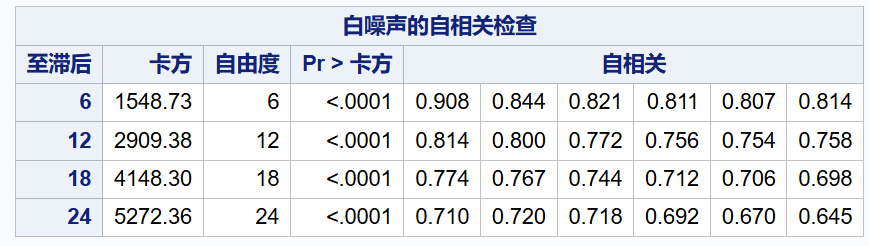 白噪声的自相关检查
至滞后 卡方 自由度 Pr > 卡方 自相关
6 1548.73 6 <.0001 0.908 0.844 0.821 0.811 0.807 0.814
12 2909.38 12 <.0001 0.814 0.800 0.772 0.756 0.754 0.758
18 4148.30 18 <.0001 0.774 0.767 0.744 0.712 0.706 0.698
24 5272.36 24 <.0001 0.710 0.720 0.718 0.692 0.670 0.645